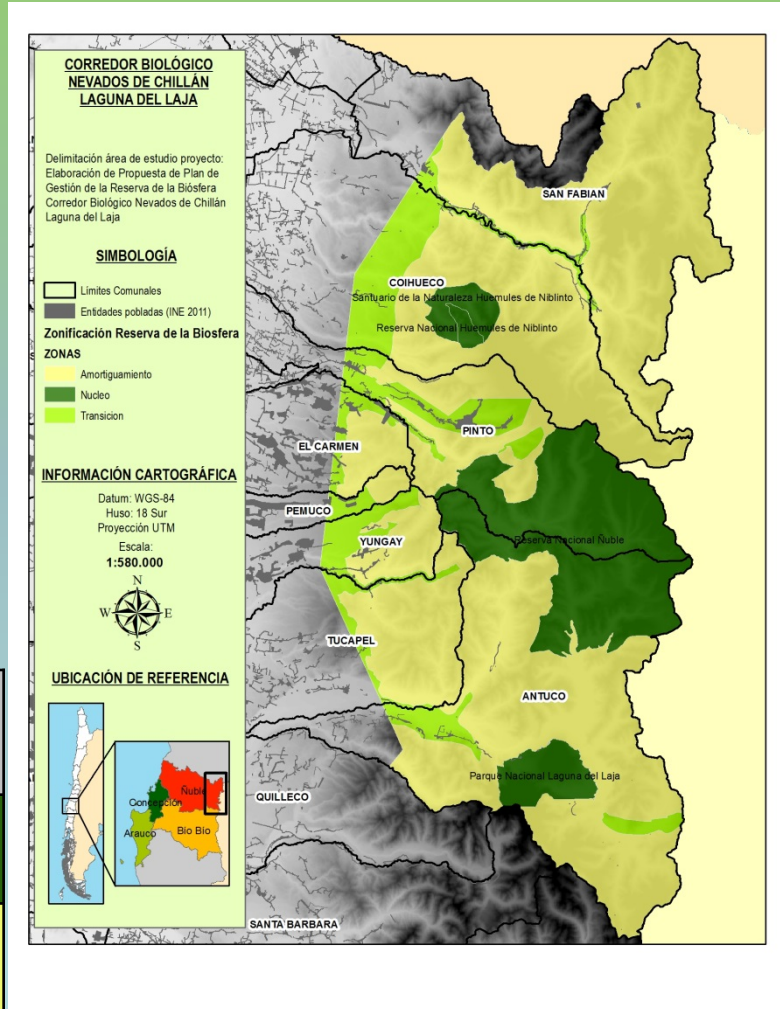 CORREDOR BIOLÓGICO
NEVADOS DE CHILLÁN
LAGUNA DEL LAJA
Delimitación área de estudio proyecto:
Elaboración de Propuesta de Plan de
Gestión de la Reserva de la Biósfera
Corredor Biológico Nevados de Chillán
Laguna del Laja
SIMBOLOGÍA
Limites Comunales
Entidades pobladas (INE 2011)
Zonificación Reserva de la Biosfera
ZONAS
Amortiguamiento
Nucleo
Transicion
INFORMACIÓN CARTOGRÁFICA
Datum: WGS-84
Huso: 18 Sur
Proyección UTM
Escala:
1:580.000
N
W E
S
UBICACIÓN DE REFERENCIA
Ñuble
Concepción
Arauco
Bío Bío
SAN FABIAN
COIHUECO
Santuario de la Naturaleza Huemules de Niblinto
Reserva Nacional Huemules de Niblinto
PINTO
EL CARMEN
PEMUCO
YUNGAY
Reserva Nacional Ñuble
TUCAPEL
ANTUCO
Parque Nacional Laguna del Laja
QUILLECO
SANTA BARBARA